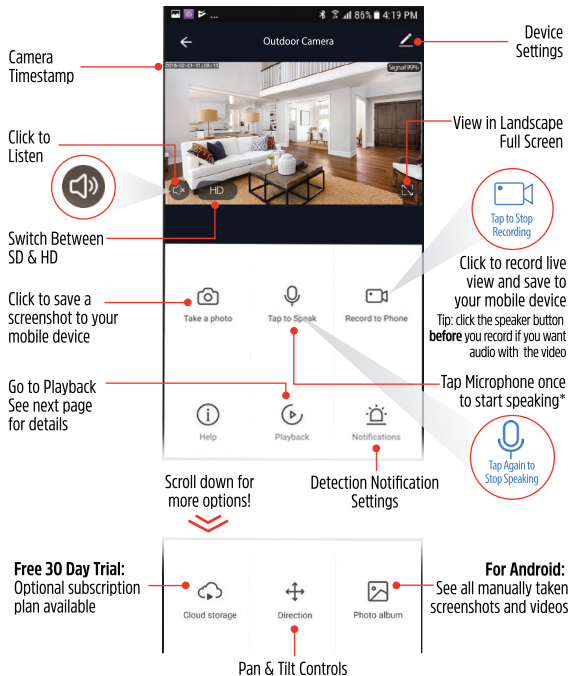 ... 86% 4:19 PM
Outdoor Camera
Device
Settings
Camera
Timestamp
Signal99%
Click to
Listen
View in Landscape
Full Screen
HD
Tap to Stop
Recording
Switch Between
SD & HD
Click to record live
view and save to
your mobile device
Tip: click the speaker button
before you record if you want
audio with the video
Click to save a
screenshot to your
mobile device
Take a photo
Tap to Speak
Record to Phone
Go to Playback
See next page
for details
Tap Microphone once
to start speaking*
Help
Playback
Notifications
Tap Again to
Stop Speaking
Scroll down for
more options!
Detection Notification
Settings
Free 30 Day Trial:
Optional subscription
plan available
Cloud storage
Direction
Photo album
For Android:
See all manually taken
screenshots and videos
Pan & Tilt Controls